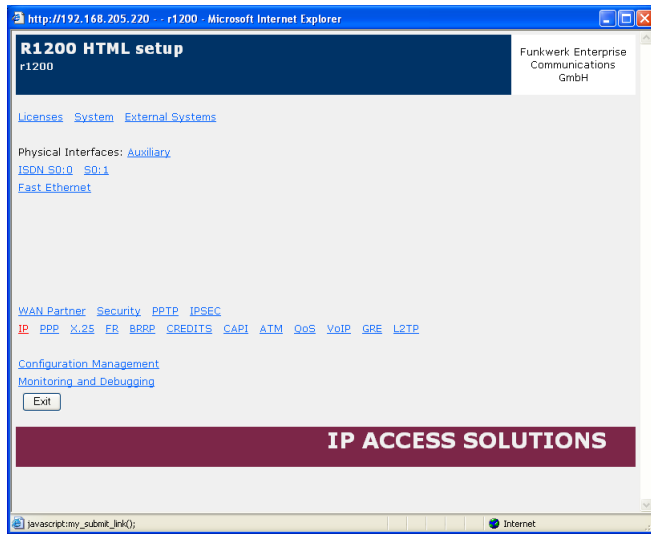 http://192.168.205.220 - - r1200 - Microsoft Internet Explorer
R1200 HTML setup
r1200
Funkwerk Enterprise
Communications
GmbH
Licenses System External Systems
Physical Interfaces: Auxiliary
ISDN S0:0 S0:1
Fast Ethernet
WAN Partner Security PPTP IPSEC
IP PPP X.25 FR BRRP CREDITS CAPI ATM QoS VoIP GRE L2TP
Configuration Management
Monitoring and Debugging
Exit
IP ACCESS SOLUTIONS
javascript:my_submit_link(); Internet